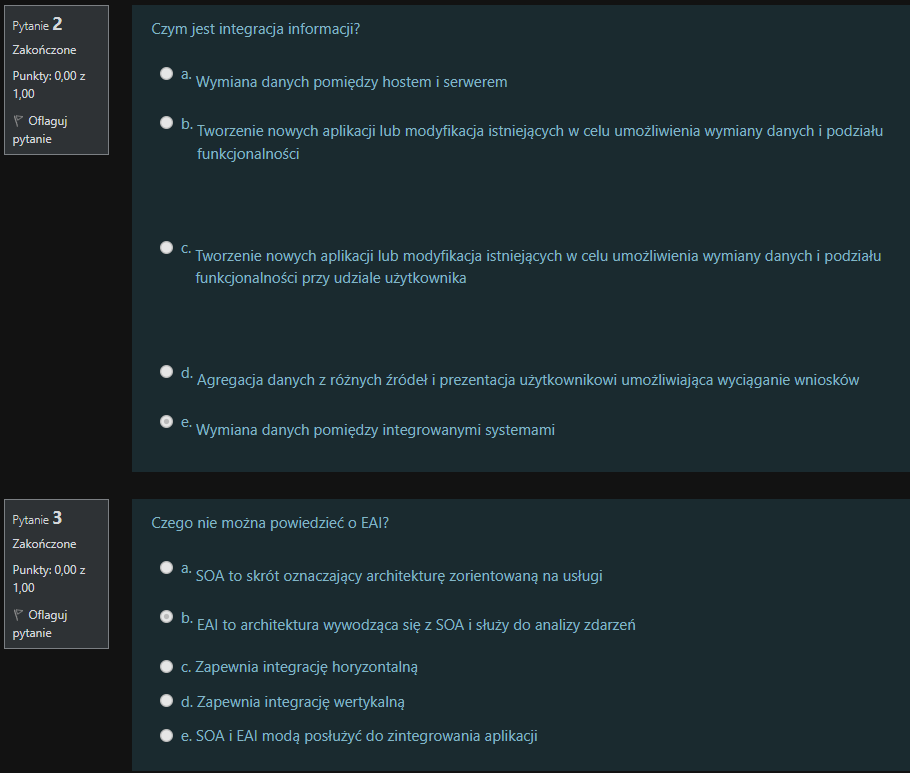 Pytanie 2
Zakończone
Punkty: 0,00 z
1,00
Oflaguj
pytanie
Czym jest integracja informacji?
a. Wymiana danych pomiędzy hostem i serwerem
b. Tworzenie nowych aplikacji lub modyfikacja istniejących w celu umożliwienia wymiany danych i podziału
funkcjonalności
c. Tworzenie nowych aplikacji lub modyfikacja istniejących w celu umożliwienia wymiany danych i podziału
funkcjonalności przy udziale użytkownika
d. Agregacja danych z różnych źródeł i prezentacja użytkownikowi umożliwiająca wyciąganie wniosków
e. Wymiana danych pomiędzy integrowanymi systemami
Pytanie 3
Zakończone
Punkty: 0,00 z
1,00
Oflaguj
pytanie
Czego nie można powiedzieć o EAI?
a. SOA to skrót oznaczający architekturę zorientowaną na usługi
b. EAI to architektura wywodząca się z SOA i służy do analizy zdarzeń
c. Zapewnia integrację horyzontalną
d. Zapewnia integrację wertykalną
e. SOA i EAI modą posłużyć do zintegrowania aplikacji